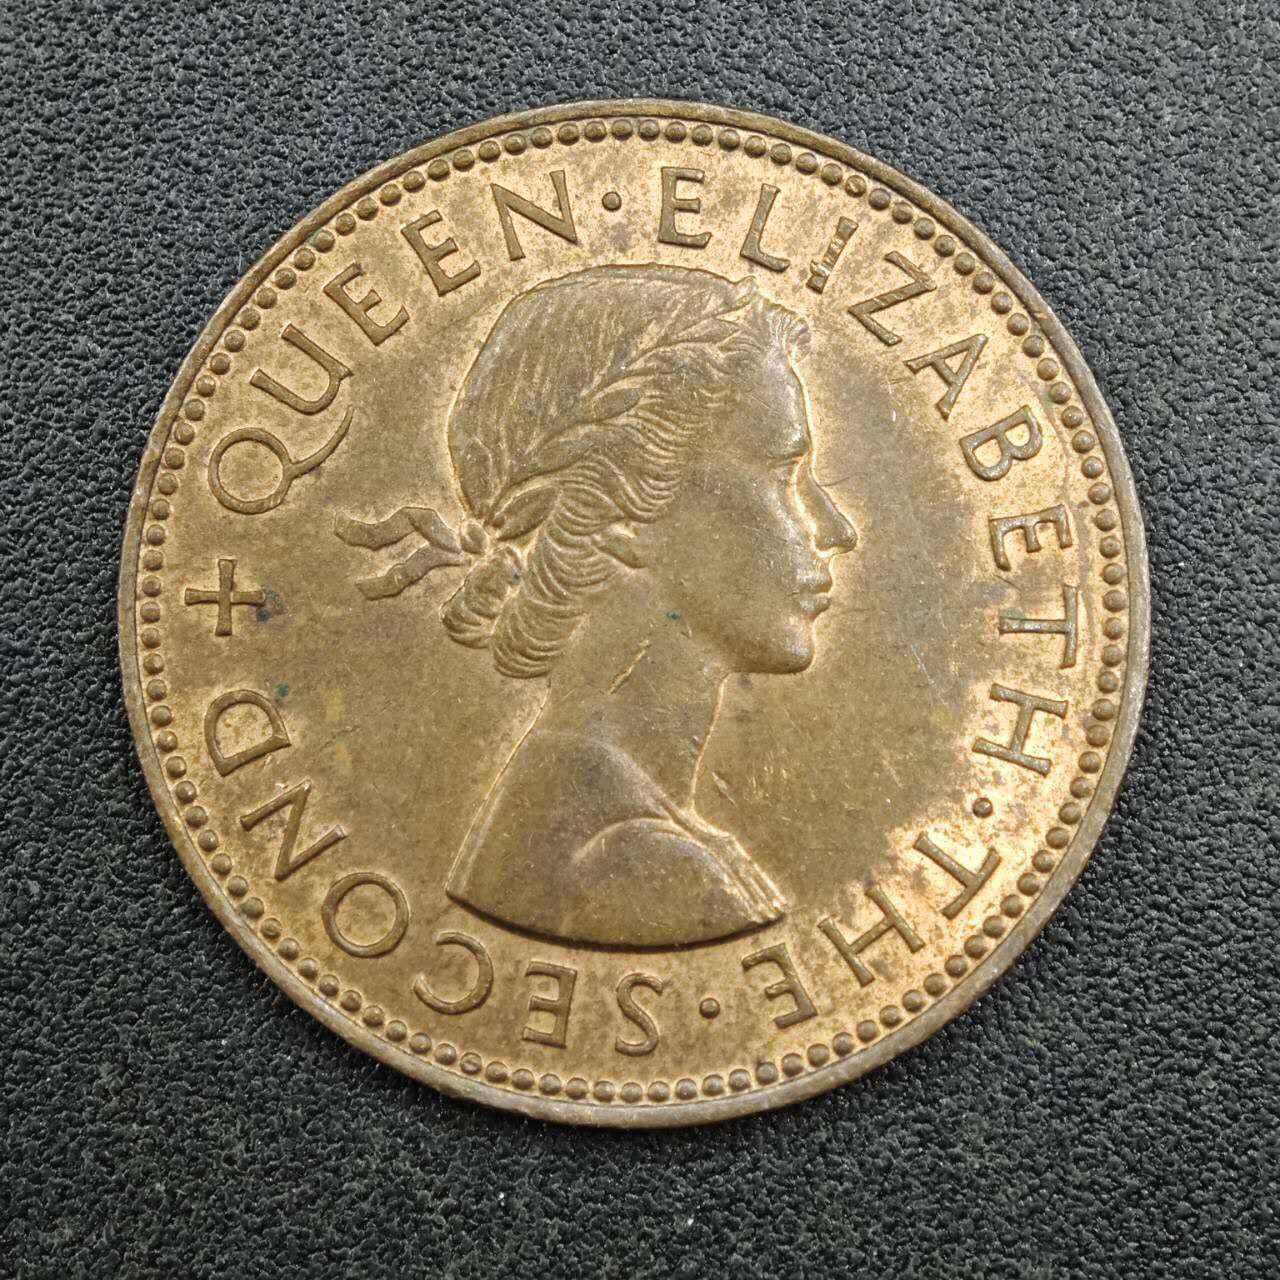 + QUEEN · ELIZABETH · THE · SECOND